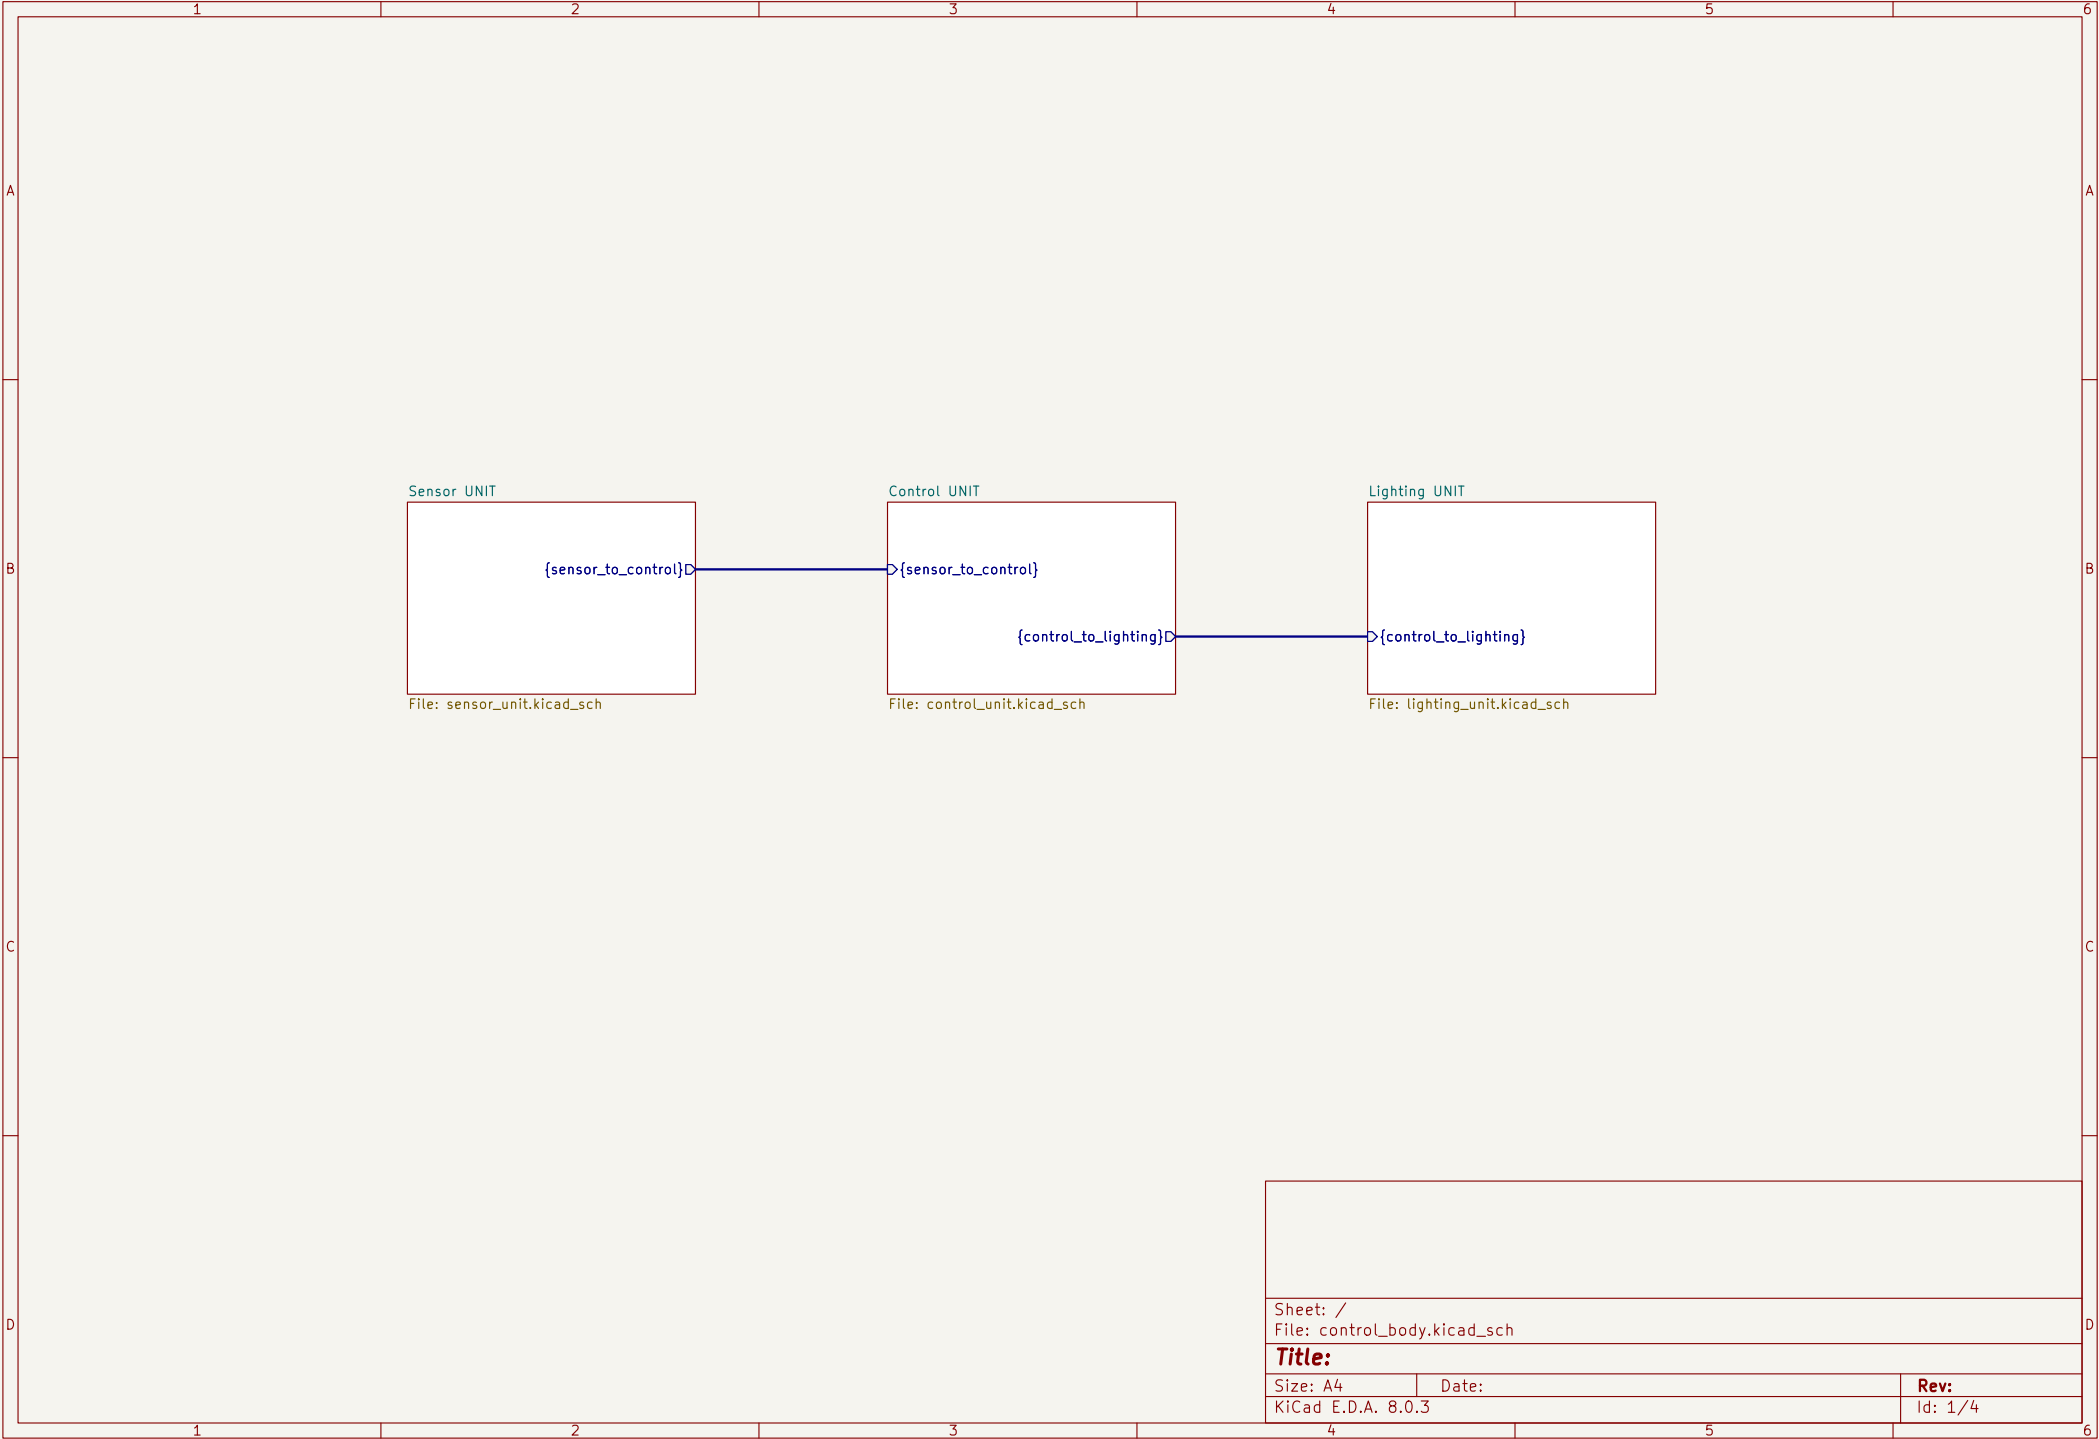 1 2 3 4 5 6
A A
Sensor UNIT Control UNIT Lighting UNIT
B {sensor_to_control} {sensor_to_control} B
{control_to_lighting} {control_to_lighting}
File: sensor_unit.kicad_sch File: control_unit.kicad_sch File: lighting_unit.kicad_sch
C C
Sheet: /
D D
File: control_body.kicad_sch
Title:
Size: A4 Date: Rev:
KiCad E.D.A. 8.0.3 Id: 1/4
1 2 3 4 5 6